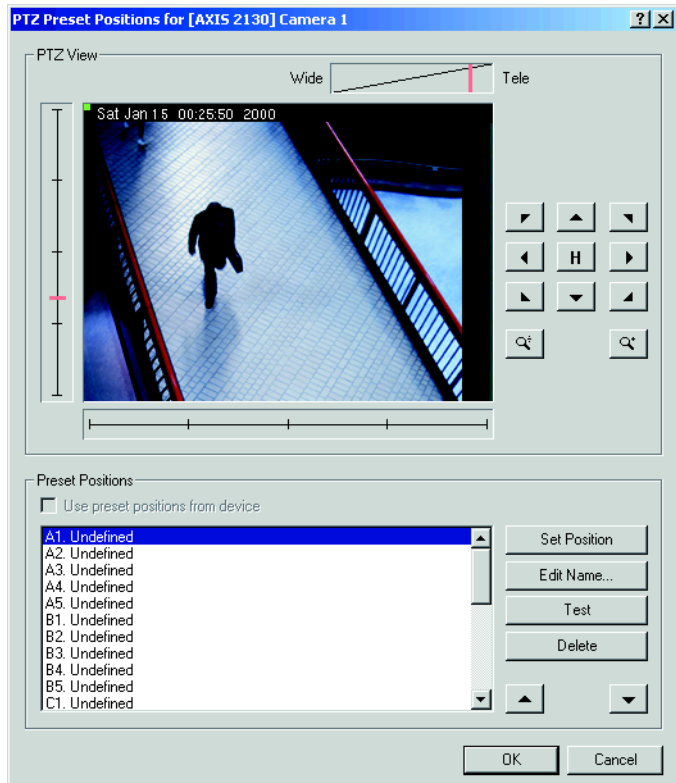 PTZ Preset Positions for [AXIS 2130] Camera 1
PTZ View
Wide Tele
Sat Jan 15 00:25:50 2000
H
Preset Positions
Use preset positions from device
A1. Undefined
A2. Undefined
A3. Undefined
A4. Undefined
A5. Undefined
B1. Undefined
B2. Undefined
B3. Undefined
B4. Undefined
B5. Undefined
C1. Undefined
Set Position
Edit Name...
Test
Delete
OK Cancel